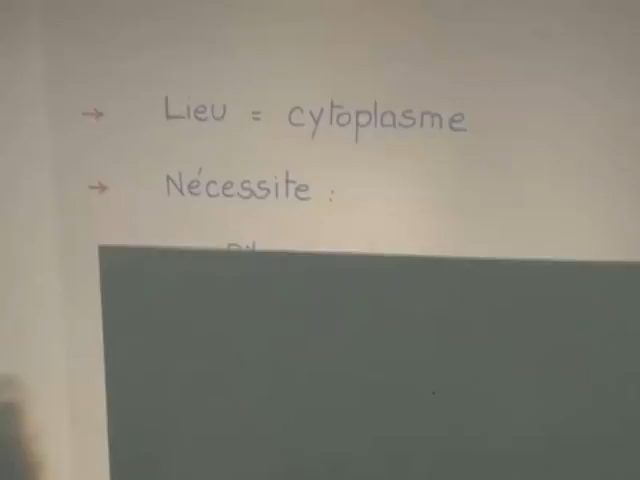 → Lieu = cytoplasme
→ Nécessite :